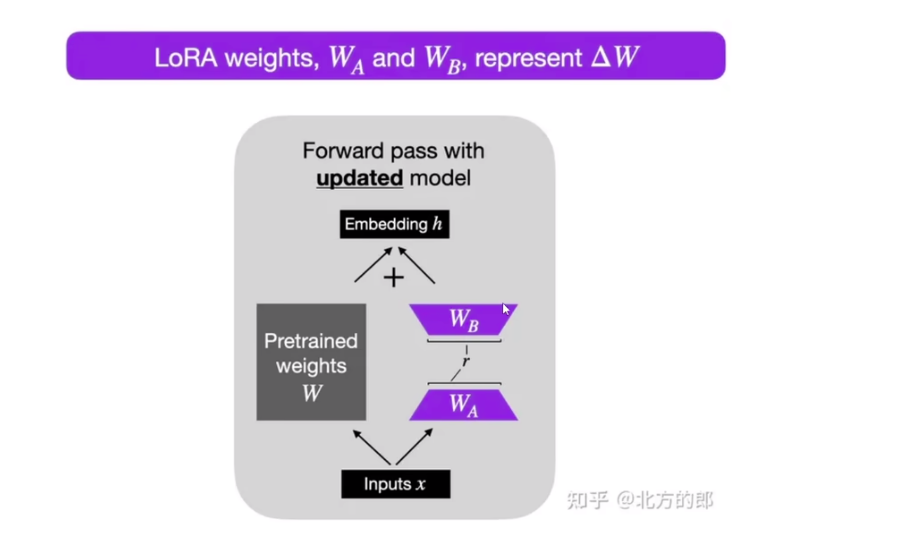 LoRA weights, W_A and W_B, represent ΔW
Forward pass with
updated model
Embedding h
+
Pretrained
weights
W
W_B
r
W_A
Inputs x
知乎 @北方的郎